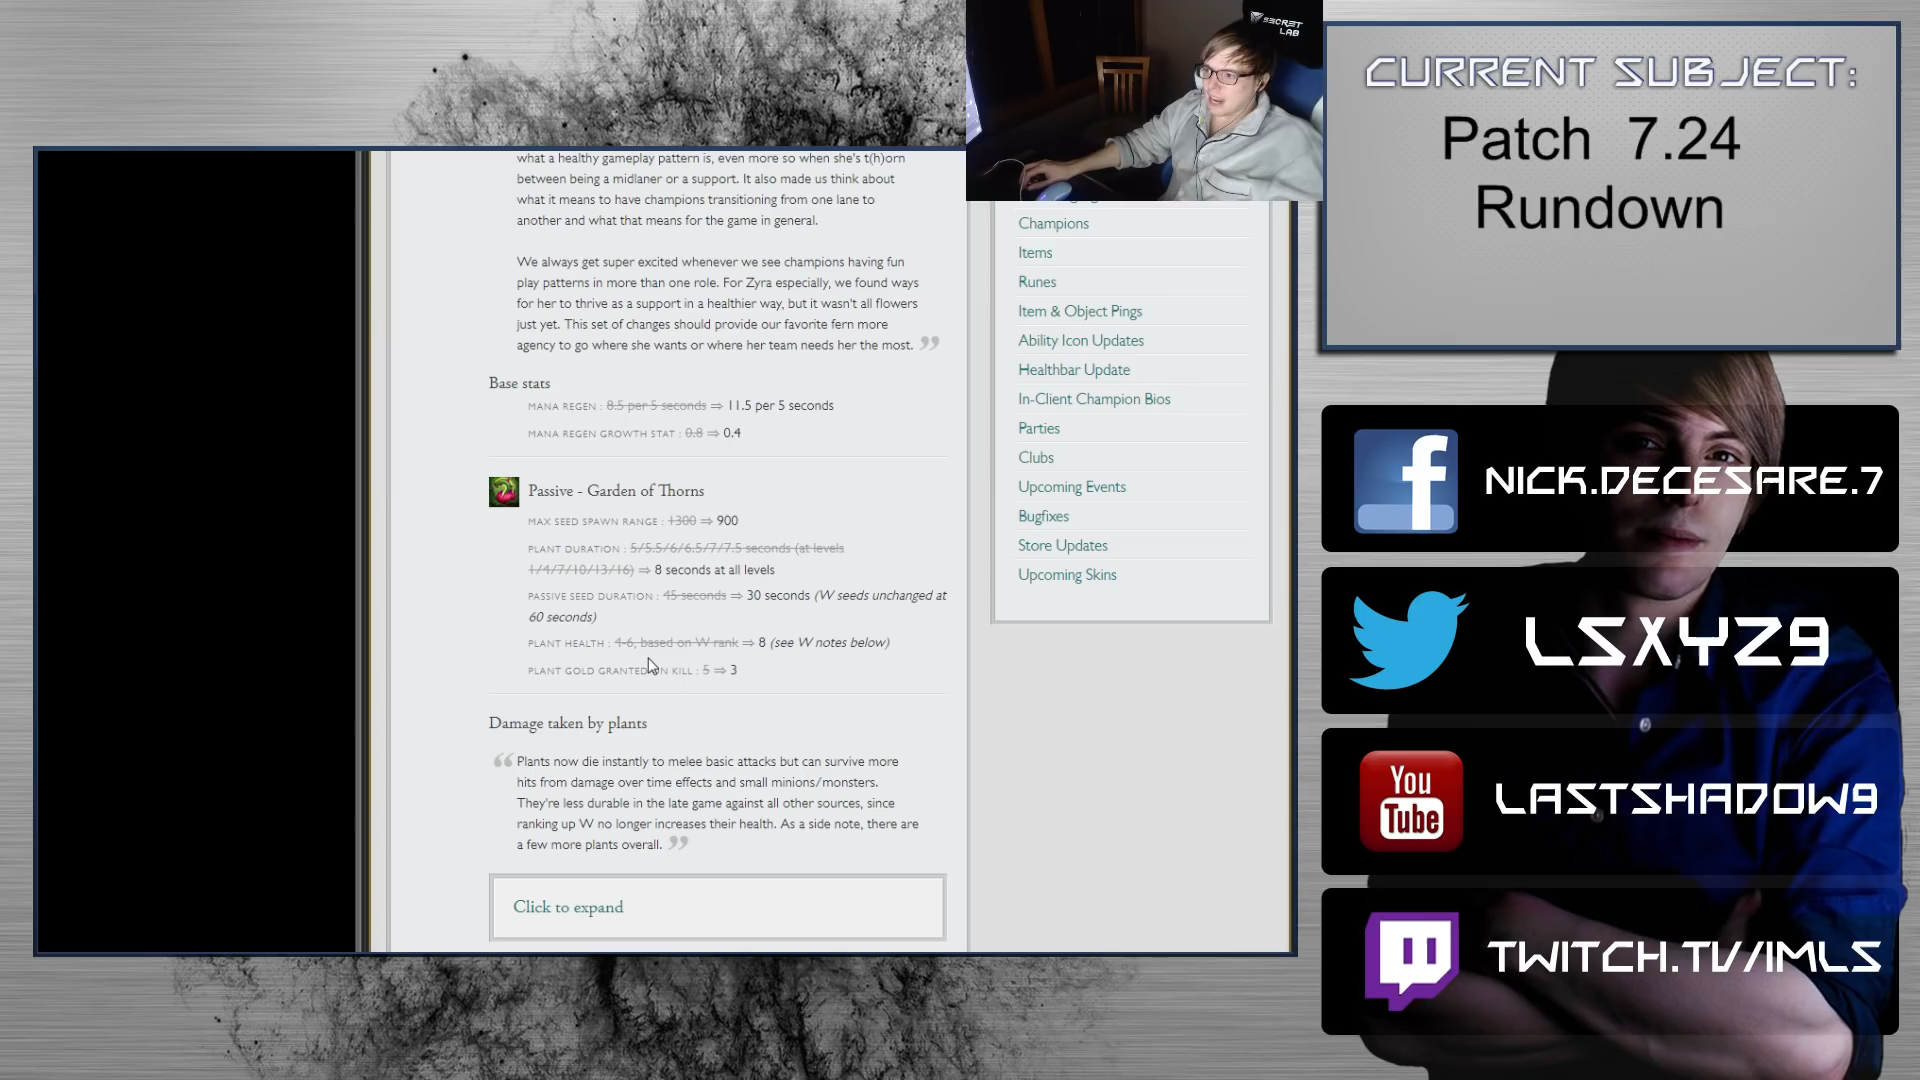 what a healthy gameplay pattern is, even more so when she's t(h)orn
between being a midlaner or a support. It also made us think about
what it means to have champions transitioning from one lane to
another and what that means for the game in general.
We always get super excited whenever we see champions having fun
play patterns in more than one role. For Zyra especially, we found ways
for her to thrive as a support in a healthier way, but it wasn't all flowers
just yet. This set of changes should provide our favorite fern more
agency to go where she wants or where her team needs her the most. ”
Base stats
MANA REGEN : 8.5 per 5 seconds ⇒ 11.5 per 5 seconds
MANA REGEN GROWTH STAT : 0.8 ⇒ 0.4
Passive - Garden of Thorns
MAX SEED SPAWN RANGE : 1300 ⇒ 900
PLANT DURATION : 5/5.5/6/6.5/7/7.5 seconds (at levels
1/4/7/10/13/16) ⇒ 8 seconds at all levels
PASSIVE SEED DURATION : 45 seconds ⇒ 30 seconds (W seeds unchanged at
60 seconds)
PLANT HEALTH : 4-6, based on W rank ⇒ 8 (see W notes below)
PLANT GOLD GRANTED ON KILL : 5 ⇒ 3
Damage taken by plants
“ Plants now die instantly to melee basic attacks but can survive more
hits from damage over time effects and small minions/monsters.
They're less durable in the late game against all other sources, since
ranking up W no longer increases their health. As a side note, there are
a few more plants overall. ”
Click to expand
Champions
Items
Runes
Item & Object Pings
Ability Icon Updates
Healthbar Update
In-Client Champion Bios
Parties
Clubs
Upcoming Events
Bugfixes
Store Updates
Upcoming Skins
SECRET
LAB
CURRENT SUBJECT:
Patch 7.24
Rundown
f
NICK.DECESARE.7
LSXYZ9
You
Tube
LASTSHADOW9
TWITCH.TV/IMLS